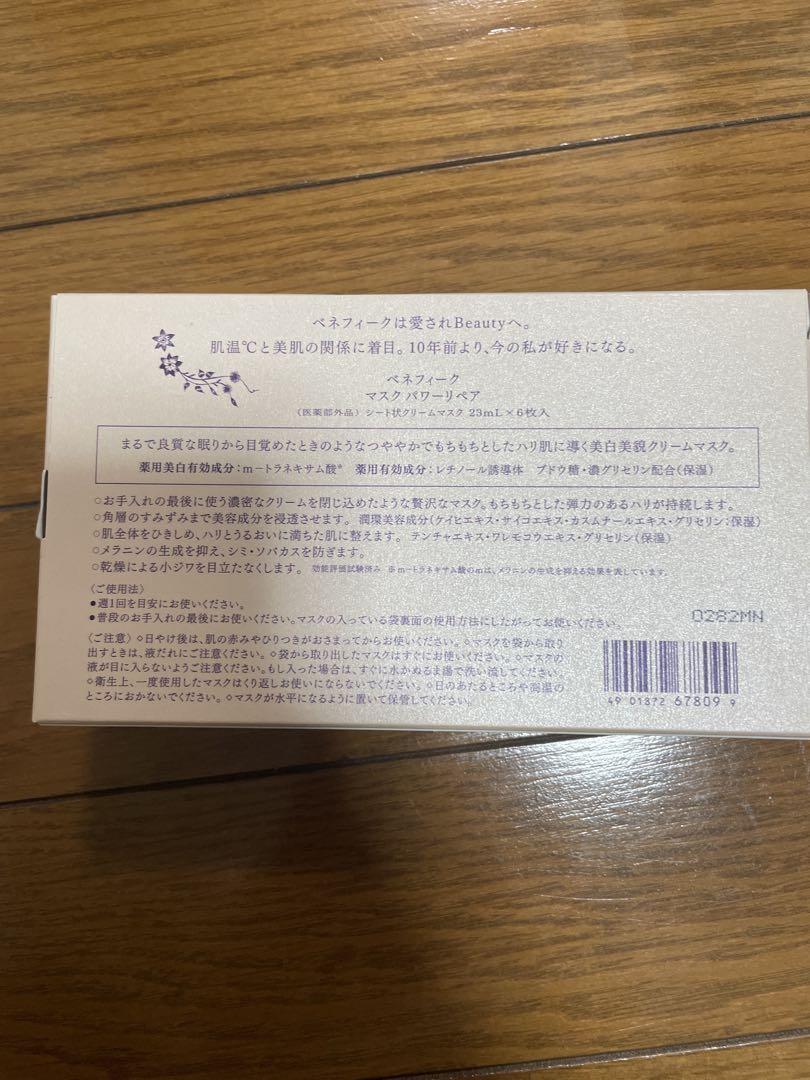 ベネフィークは愛されBeautyへ。
肌温℃と美肌の関係に着目。10年前より、今の私が好きになる。
ベネフィーク
マスク パワーリペア
（医薬部外品） シート状クリームマスク 23mL×6枚入
まるで良質な眠りから目覚めたときのようなつややかでもちもちとしたハリ肌に導く美白美貌クリームマスク。
薬用美白有効成分：m－トラネキサム酸※ 薬用有効成分：レチノール誘導体 ブドウ糖・濃グリセリン配合（保湿）
○お手入れの最後に使う濃密なクリームを閉じ込めたような贅沢なマスク。もちもちとした弾力のあるハリが持続します。
○角層のすみずみまで美容成分を浸透させます。 潤環美容成分（ケイヒエキス・サイコエキス・カスムナールエキス・グリセリン：保湿）
○肌全体をひきしめ、ハリとうるおいに満ちた肌に整えます。 テンチャエキス・ワレモコウエキス・グリセリン（保湿）
○メラニンの生成を抑え、シミ・ソバカスを防ぎます。
○乾燥による小ジワを目立たなくします。 効能評価試験済み ※m－トラネキサム酸のmは、メラニンの生成を抑える効果を表しています。
〈ご使用法〉
●週1回を目安にお使いください。
●普段のお手入れの最後にお使いください。マスクの入っている袋裏面の使用方法にしたがってお使いください。
0282MN
〈ご注意〉◇日やけ後は、肌の赤みやひりつきがおさまってからお使いください。◇マスクを袋から取り
出すときは、液だれにご注意ください。◇袋から取り出したマスクはすぐにお使いください。◇マスクの
液が目に入らないようご注意ください。もし入った場合は、すぐに水かぬるま湯で洗い流してください。
◇衛生上、一度使用したマスクはくり返しお使いにならないでください。◇日のあたるところや高温の
ところにおかないでください。◇マスクが水平になるように置いて保管してください。
4901872678099